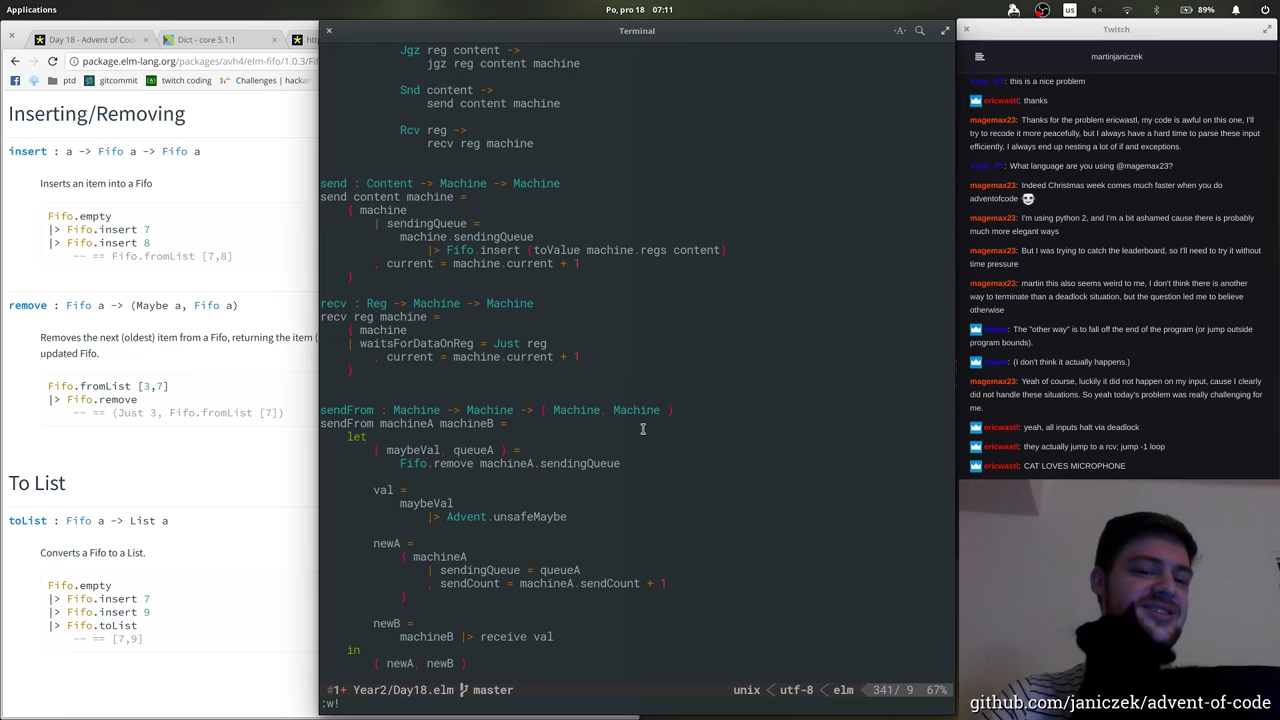 Applications
Po, pro 18 07:11
us
89%
Day 18 - Advent of Cod
Dict - core 5.1.1
package.elm-lang.org/packages/avh4/elm-fifo/1.0.3/Fif
ptd
gitcommit
twitch coding
Challenges | hacka
Inserting/Removing
insert : a -> Fifo a -> Fifo a
Inserts an item into a Fifo
Fifo.empty
|> Fifo.insert 7
|> Fifo.insert 8
-- == Fifo.fromList [7,8]
remove : Fifo a -> (Maybe a, Fifo a)
Removes the next (oldest) item from a Fifo, returning the item (
updated Fifo.
Fifo.fromList [3,7]
|> Fifo.remove
-- == (Just 3, Fifo.fromList [7])
To List
toList : Fifo a -> List a
Converts a Fifo to a List.
Fifo.empty
|> Fifo.insert 7
|> Fifo.insert 9
|> Fifo.toList
-- == [7,9]
Terminal
Jgz reg content ->
jgz reg content machine
Snd content ->
send content machine
Rcv reg ->
recv reg machine
send : Content -> Machine -> Machine
send content machine =
{ machine
| sendingQueue =
machine.sendingQueue
|> Fifo.insert (toValue machine.regs content)
, current = machine.current + 1
}
recv : Reg -> Machine -> Machine
recv reg machine =
{ machine
| waitsForDataOnReg = Just reg
, current = machine.current + 1
}
sendFrom : Machine -> Machine -> ( Machine, Machine )
sendFrom machineA machineB =
let
( maybeVal, queueA ) =
Fifo.remove machineA.sendingQueue
val =
maybeVal
|> Advent.unsafeMaybe
newA =
{ machineA
| sendingQueue = queueA
, sendCount = machineA.sendCount + 1
}
newB =
machineB |> receive val
in
( newA, newB )
#1+ Year2/Day18.elm master
unix < utf-8 < elm
341/ 9
67%
:w!
Twitch
martinjaniczek
this is a nice problem
ericwastl: thanks
magemax23: Thanks for the problem ericwastl, my code is awful on this one, I'll
try to recode it more peacefully, but I always have a hard time to parse these input
efficiently, I always end up nesting a lot of if and exceptions.
What language are you using @magemax23?
magemax23: Indeed Christmas week comes much faster when you do
adventofcode
magemax23: I'm using python 2, and I'm a bit ashamed cause there is probably
much more elegant ways
magemax23: But I was trying to catch the leaderboard, so I'll need to try it without
time pressure
magemax23: martin this also seems weird to me, I don't think there is another
way to terminate than a deadlock situation, but the question led me to believe
otherwise
The "other way" is to fall off the end of the program (or jump outside
program bounds).
(I don't think it actually happens.)
magemax23: Yeah of course, luckily it did not happen on my input, cause I clearly
did not handle these situations. So yeah today's problem was really challenging for
me.
ericwastl: yeah, all inputs halt via deadlock
ericwastl: they actually jump to a rcv; jump -1 loop
ericwastl: CAT LOVES MICROPHONE
github.com/janiczek/advent-of-code